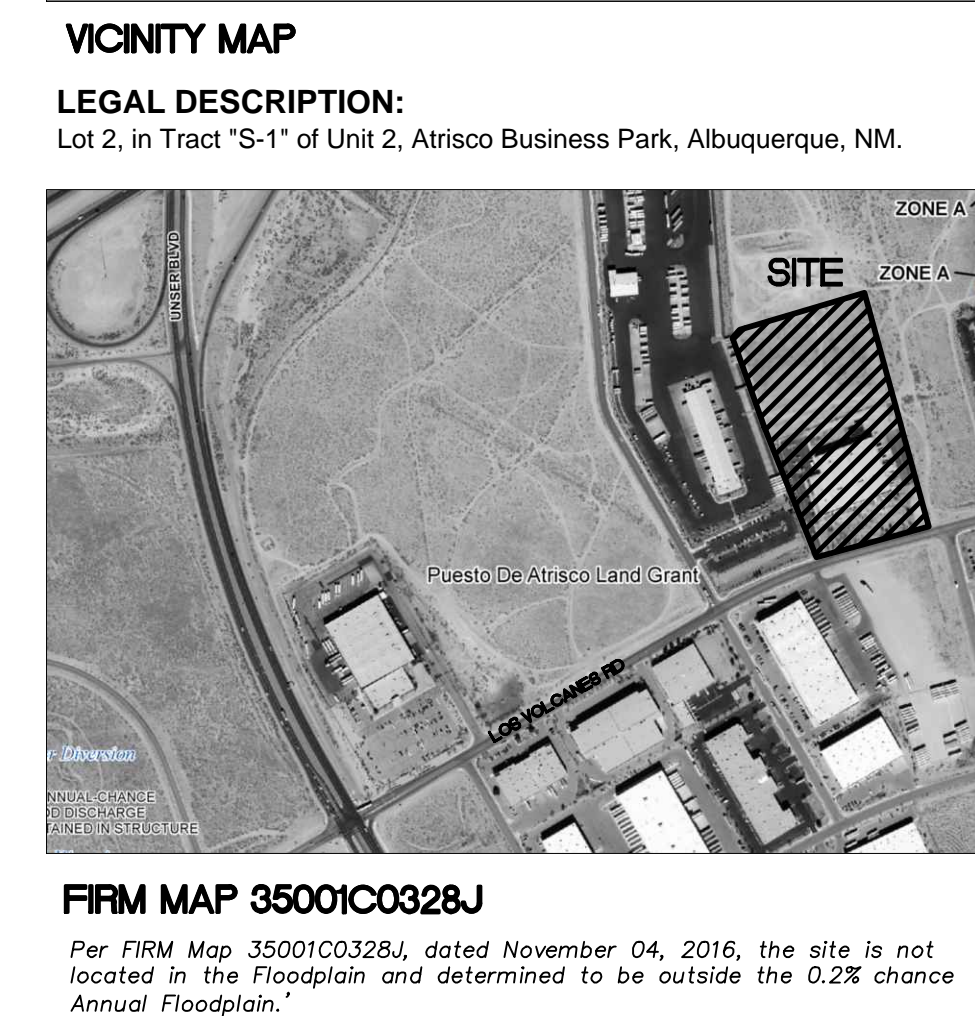 VICINITY MAP
LEGAL DESCRIPTION:
Lot 2, in Tract "S-1" of Unit 2, Atrisco Business Park, Albuquerque, NM.
ZONE A
SITE
ZONE A
UNSER BLVD
Puesto De Atrisco Land Grant
LOS VOLCANES RD
r Diversion
NNUAL-CHANCE
OD DISCHARGE
TAINED IN STRUCTURE
FIRM MAP 35001C0328J
Per FIRM Map 35001C0328J, dated November 04, 2016, the site is not
located in the Floodplain and determined to be outside the 0.2% chance
Annual Floodplain.'